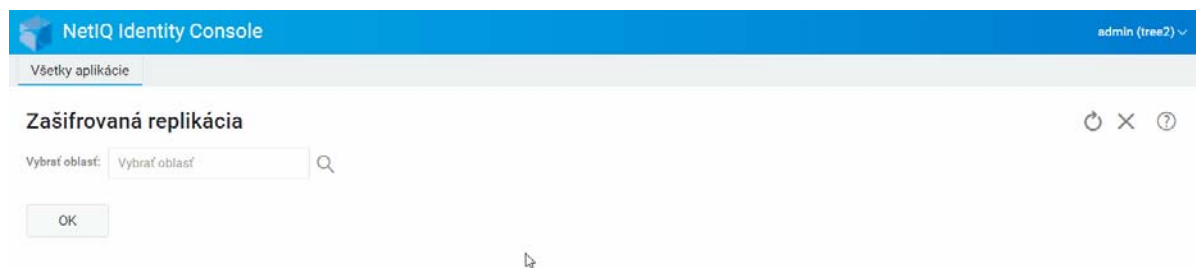 NetIQ Identity Console
admin (tree2)
Všetky aplikácie
Zašifrovaná replikácia
Vybrať oblasť: Vybrať oblasť
OK